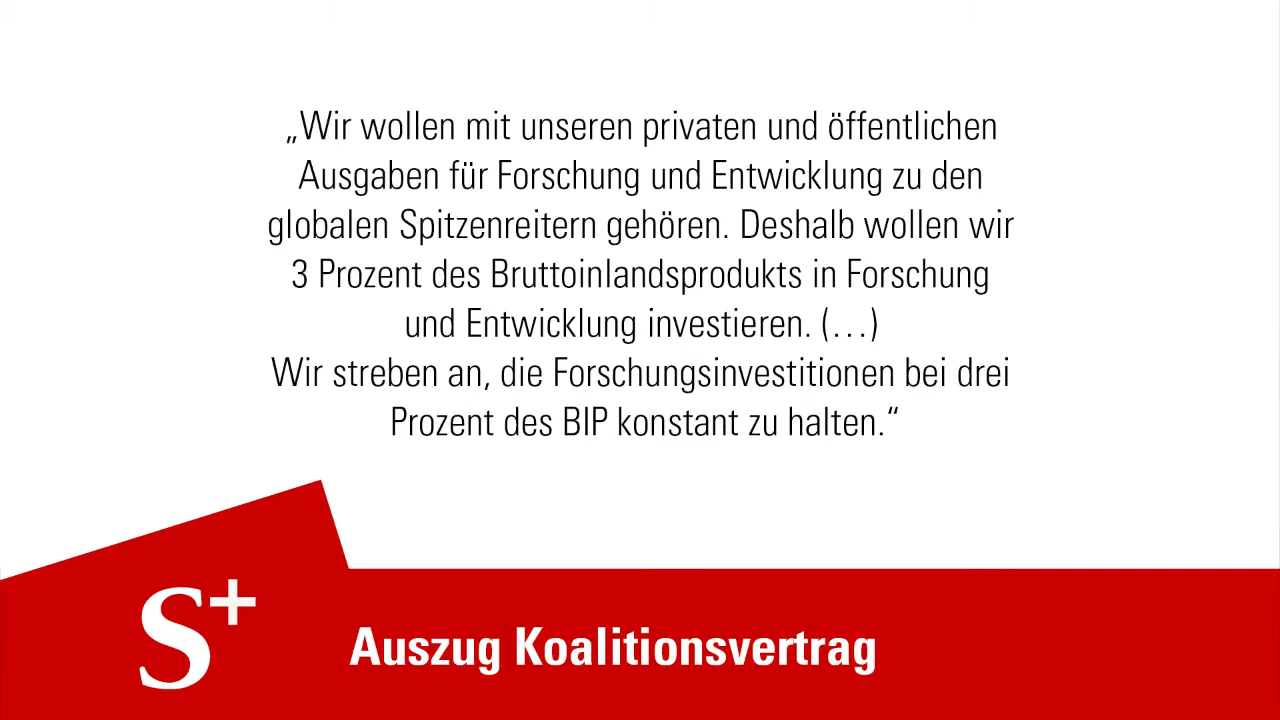 „Wir wollen mit unseren privaten und öffentlichen
Ausgaben für Forschung und Entwicklung zu den
globalen Spitzenreitern gehören. Deshalb wollen wir
3 Prozent des Bruttoinlandsprodukts in Forschung
und Entwicklung investieren. (…)
Wir streben an, die Forschungsinvestitionen bei drei
Prozent des BIP konstant zu halten.“
S+
Auszug Koalitionsvertrag